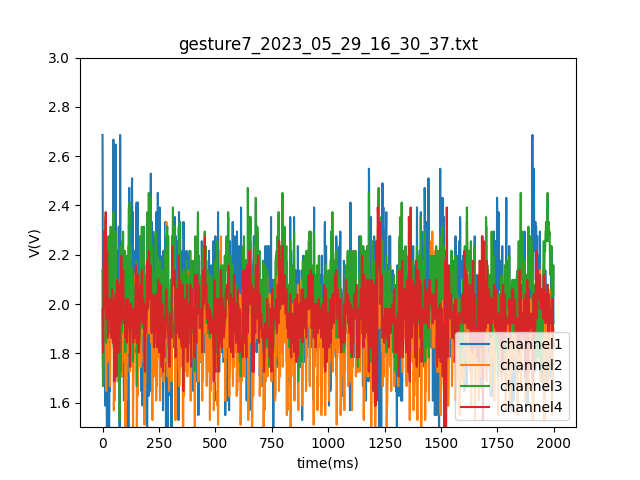 gesture7_2023_05_29_16_30_37.txt
3.0
2.8
2.6
2.4
2.2
2.0
1.8
1.6
V(V)
channel1
channel2
channel3
channel4
0 250 500 750 1000 1250 1500 1750 2000
time(ms)